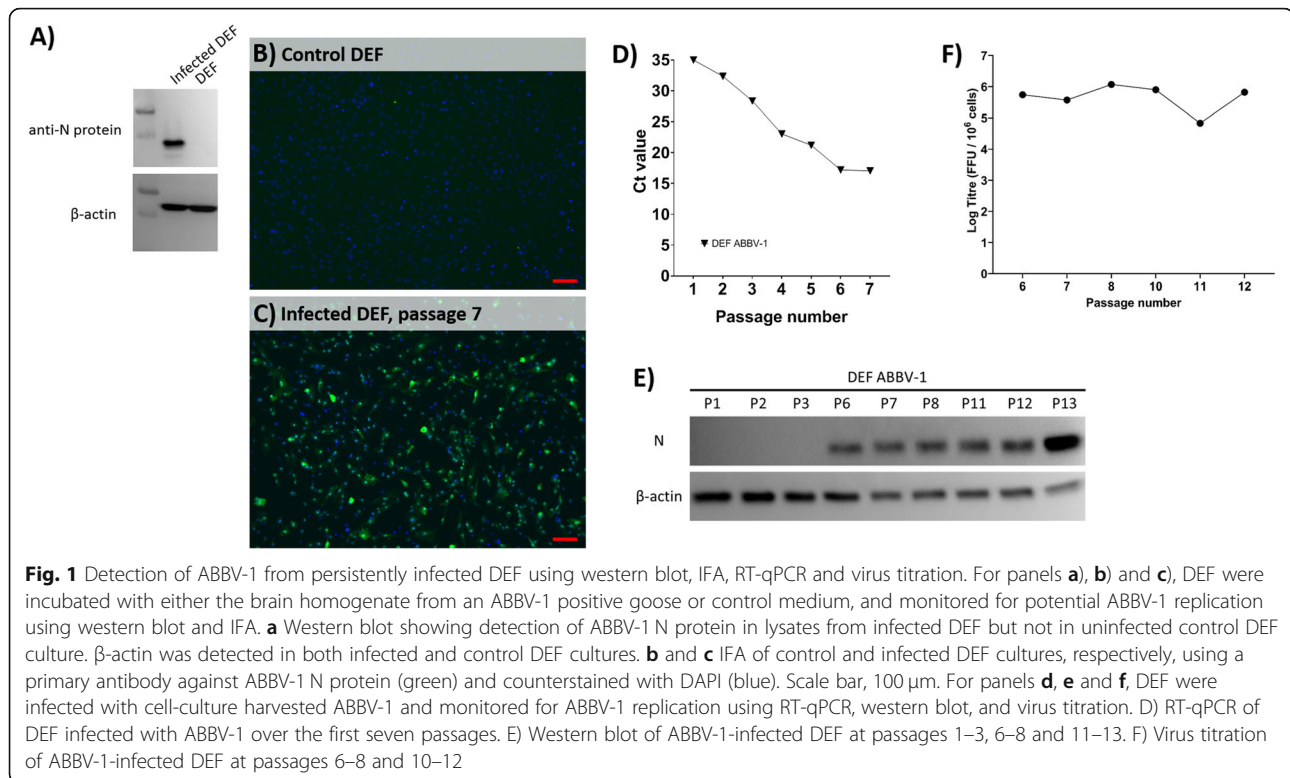 A)
Infected DEF
DEF
anti-N protein
β-actin
B) Control DEF
C) Infected DEF, passage 7
D)
35
30
25
20
15
10
5
0
Ct value
DEF ABBV-1
1 2 3 4 5 6 7
Passage number
F)
7
6
5
4
3
2
1
0
Log Titre (FFU / 10⁶ cells)
6 7 8 10 11 12
Passage number
E)
DEF ABBV-1
P1 P2 P3 P6 P7 P8 P11 P12 P13
N
β-actin
Fig. 1 Detection of ABBV-1 from persistently infected DEF using western blot, IFA, RT-qPCR and virus titration. For panels a), b) and c), DEF were
incubated with either the brain homogenate from an ABBV-1 positive goose or control medium, and monitored for potential ABBV-1 replication
using western blot and IFA. a Western blot showing detection of ABBV-1 N protein in lysates from infected DEF but not in uninfected control DEF
culture. β-actin was detected in both infected and control DEF cultures. b and c IFA of control and infected DEF cultures, respectively, using a
primary antibody against ABBV-1 N protein (green) and counterstained with DAPI (blue). Scale bar, 100 μm. For panels d, e and f, DEF were
infected with cell-culture harvested ABBV-1 and monitored for ABBV-1 replication using RT-qPCR, western blot, and virus titration. D) RT-qPCR of
DEF infected with ABBV-1 over the first seven passages. E) Western blot of ABBV-1-infected DEF at passages 1–3, 6–8 and 11–13. F) Virus titration
of ABBV-1-infected DEF at passages 6–8 and 10–12